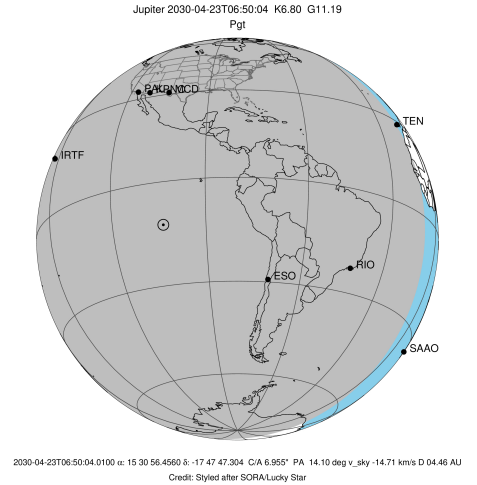 Jupiter 2030-04-23T06:50:04 K6.80 G11.19
Pgt
MCD
TEN
IRTF
ESO
RIO
SAAO
2030-04-23T06:50:04.0100 α: 15 30 56.4560 δ: -17 47 47.304 C/A 6.955" PA 14.10 deg v_sky -14.71 km/s D 04.46 AU
Credit: Styled after SORA/Lucky Star